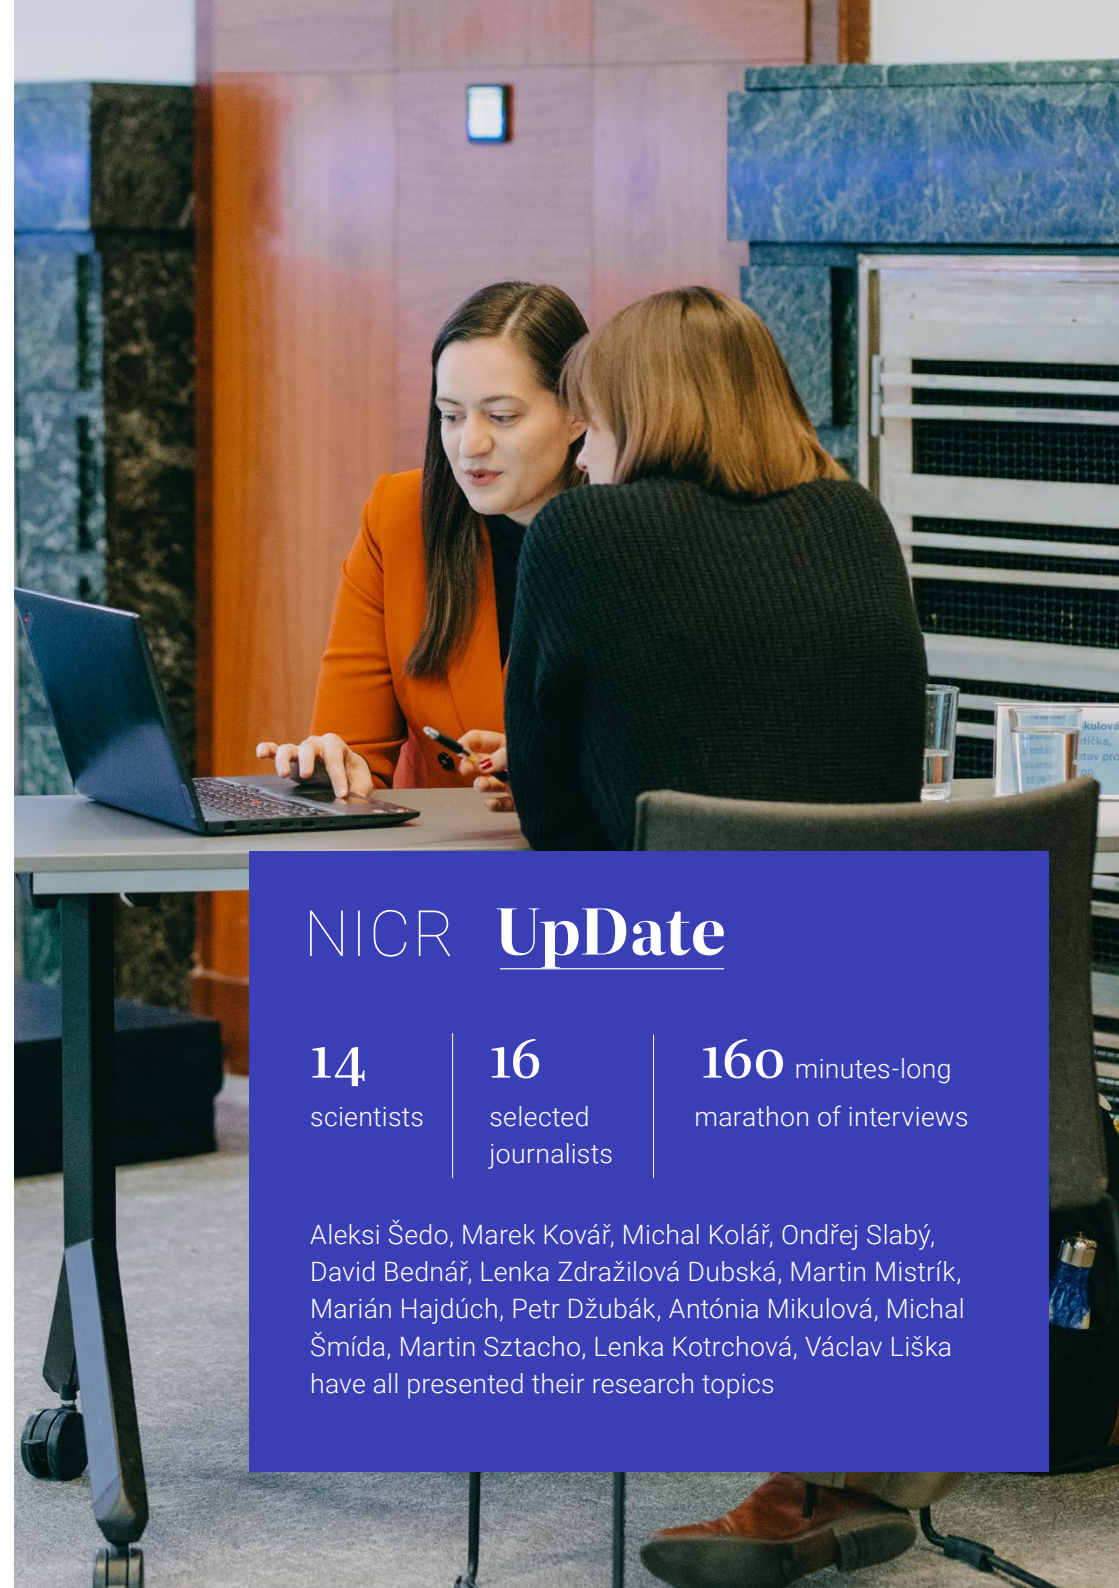 kulová
NICR UpDate
14
scientists
16
selected
journalists
160 minutes-long
marathon of interviews
Aleksi Šedo, Marek Kovář, Michal Kolář, Ondřej Slabý,
David Bednář, Lenka Zdražilová Dubská, Martin Mistrík,
Marián Hajdúch, Petr Džubák, Antónia Mikulová, Michal
Šmída, Martin Sztacho, Lenka Kotrchová, Václav Liška
have all presented their research topics